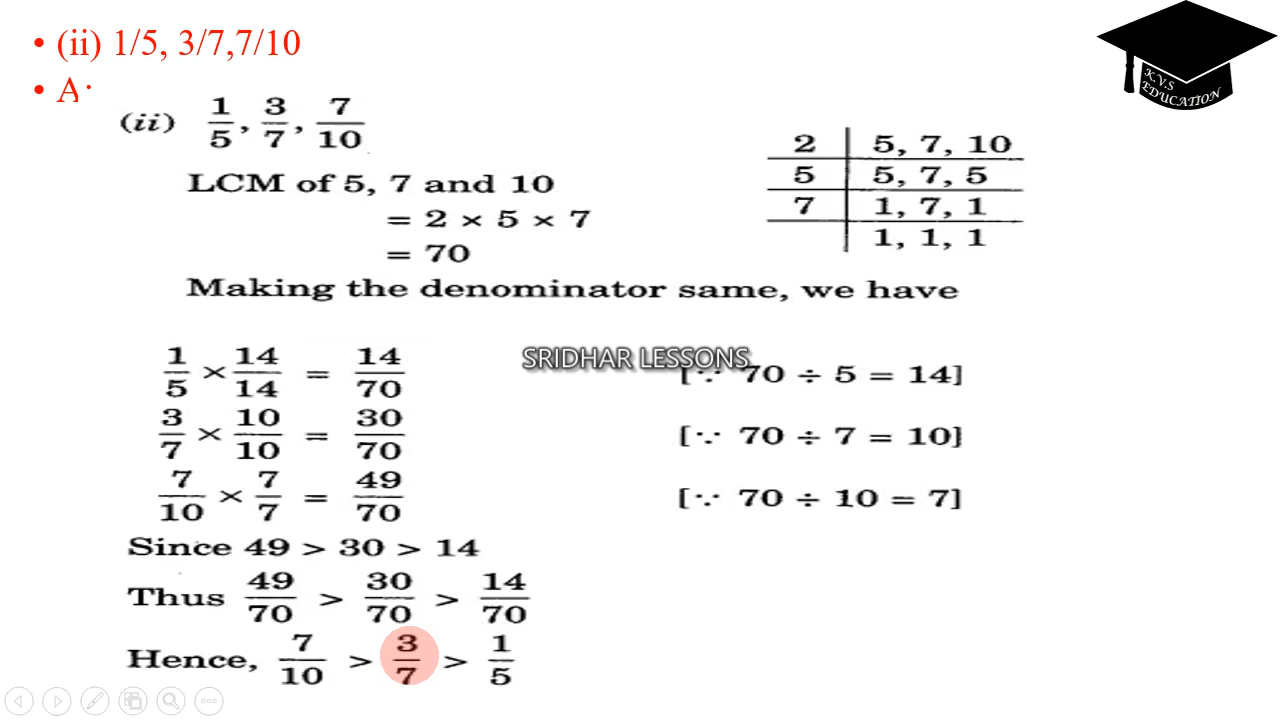 • (ii) 1/5, 3/7,7/10
• A:
K.V.S
EDUCATION
(ii) 1/5, 3/7, 7/10
LCM of 5, 7 and 10
= 2 × 5 × 7
= 70
2 | 5, 7, 10
5 | 5, 7, 5
7 | 1, 7, 1
| 1, 1, 1
Making the denominator same, we have
SRIDHAR LESSONS
1/5 × 14/14 = 14/70 [∵ 70 ÷ 5 = 14]
3/7 × 10/10 = 30/70 [∵ 70 ÷ 7 = 10]
7/10 × 7/7 = 49/70 [∵ 70 ÷ 10 = 7]
Since 49 > 30 > 14
Thus 49/70 > 30/70 > 14/70
Hence, 7/10 > 3/7 > 1/5